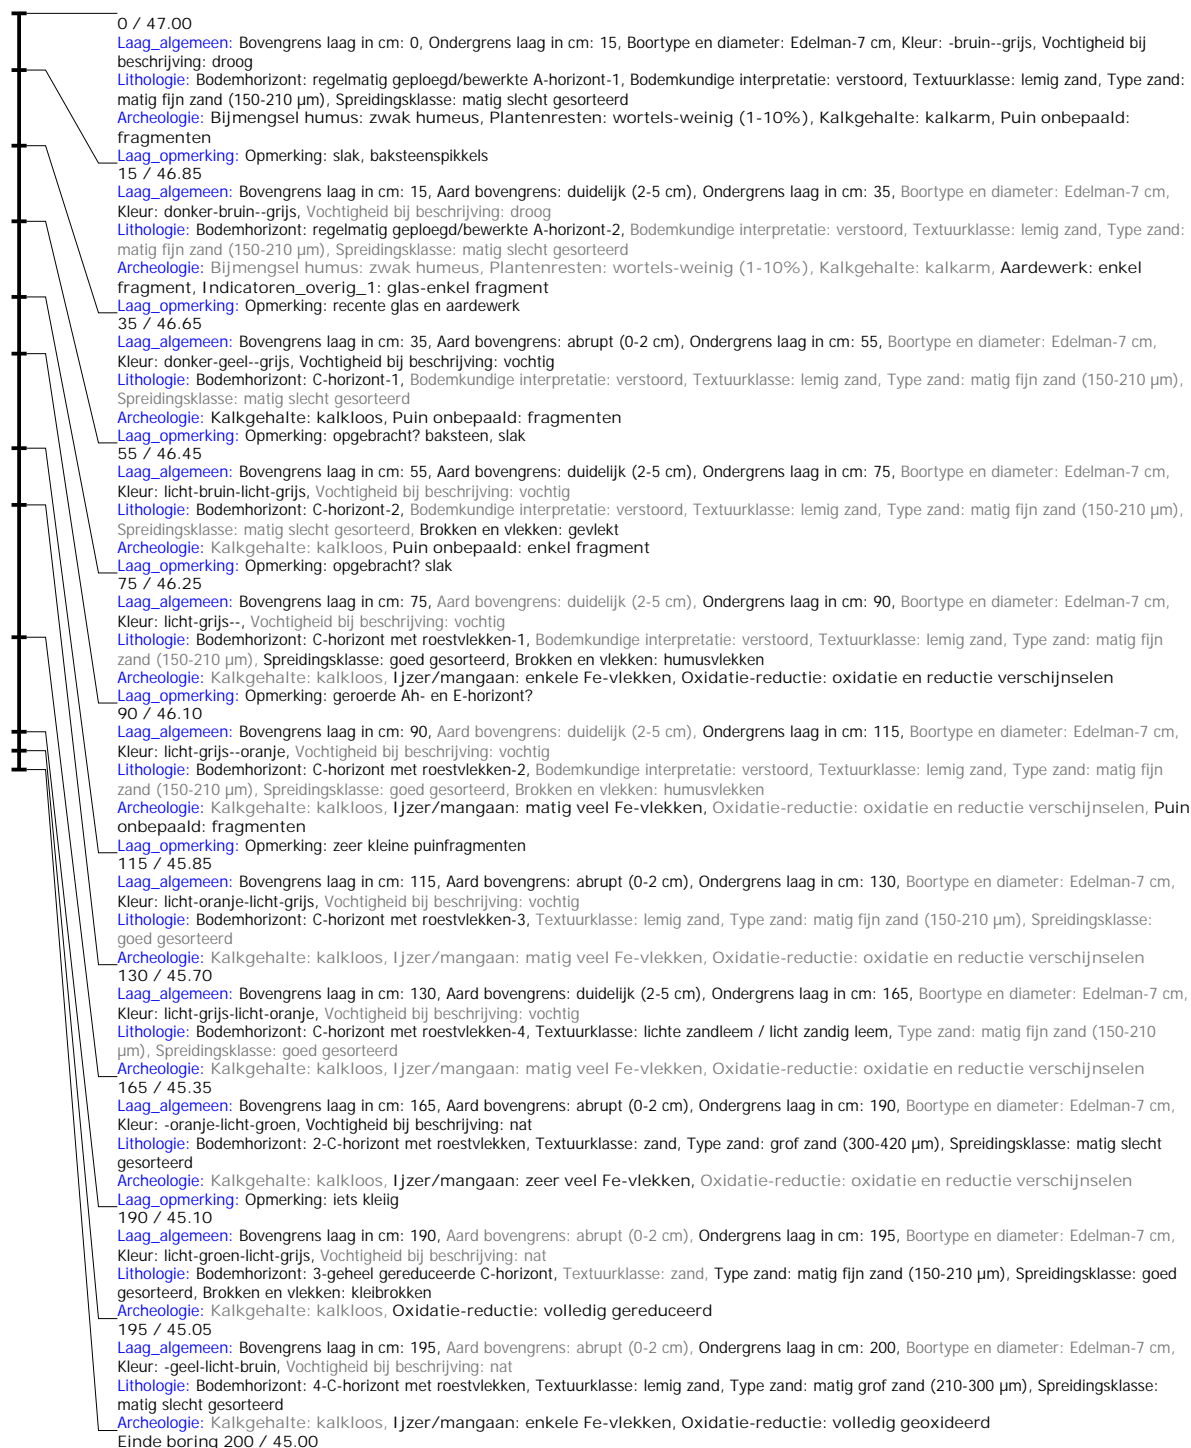 0 / 47.00
Laag_algemeen: Bovengrens laag in cm: 0, Ondergrens laag in cm: 15, Boortype en diameter: Edelman-7 cm, Kleur: -bruin--grijs, Vochtigheid bij
beschrijving: droog
Lithologie: Bodemhorizont: regelmatig geploegd/bewerkte A-horizont-1, Bodemkundige interpretatie: verstoord, Textuurklasse: lemig zand, Type zand:
matig fijn zand (150-210 µm), Spreidingsklasse: matig slecht gesorteerd
Archeologie: Bijmengsel humus: zwak humeus, Plantenresten: wortels-weinig (1-10%), Kalkgehalte: kalkarm, Puin onbepaald:
fragmenten
Laag_opmerking: Opmerking: slak, baksteenspikkels
15 / 46.85
Laag_algemeen: Bovengrens laag in cm: 15, Aard bovengrens: duidelijk (2-5 cm), Ondergrens laag in cm: 35, Boortype en diameter: Edelman-7 cm,
Kleur: donker-bruin--grijs, Vochtigheid bij beschrijving: droog
Lithologie: Bodemhorizont: regelmatig geploegd/bewerkte A-horizont-2, Bodemkundige interpretatie: verstoord, Textuurklasse: lemig zand, Type zand:
matig fijn zand (150-210 µm), Spreidingsklasse: matig slecht gesorteerd
Archeologie: Bijmengsel humus: zwak humeus, Plantenresten: wortels-weinig (1-10%), Kalkgehalte: kalkarm, Aardewerk: enkel
fragment, Indicatoren_overig_1: glas-enkel fragment
Laag_opmerking: Opmerking: recente glas en aardewerk
35 / 46.65
Laag_algemeen: Bovengrens laag in cm: 35, Aard bovengrens: abrupt (0-2 cm), Ondergrens laag in cm: 55, Boortype en diameter: Edelman-7 cm,
Kleur: donker-geel--grijs, Vochtigheid bij beschrijving: vochtig
Lithologie: Bodemhorizont: C-horizont-1, Bodemkundige interpretatie: verstoord, Textuurklasse: lemig zand, Type zand: matig fijn zand (150-210 µm),
Spreidingsklasse: matig slecht gesorteerd
Archeologie: Kalkgehalte: kalkloos, Puin onbepaald: fragmenten
Laag_opmerking: Opmerking: opgebracht? baksteen, slak
55 / 46.45
Laag_algemeen: Bovengrens laag in cm: 55, Aard bovengrens: duidelijk (2-5 cm), Ondergrens laag in cm: 75, Boortype en diameter: Edelman-7 cm,
Kleur: licht-bruin-licht-grijs, Vochtigheid bij beschrijving: vochtig
Lithologie: Bodemhorizont: C-horizont-2, Bodemkundige interpretatie: verstoord, Textuurklasse: lemig zand, Type zand: matig fijn zand (150-210 µm),
Spreidingsklasse: matig slecht gesorteerd, Brokken en vlekken: gevlekt
Archeologie: Kalkgehalte: kalkloos, Puin onbepaald: enkel fragment
Laag_opmerking: Opmerking: opgebracht? slak
75 / 46.25
Laag_algemeen: Bovengrens laag in cm: 75, Aard bovengrens: duidelijk (2-5 cm), Ondergrens laag in cm: 90, Boortype en diameter: Edelman-7 cm,
Kleur: licht-grijs--, Vochtigheid bij beschrijving: vochtig
Lithologie: Bodemhorizont: C-horizont met roestvlekken-1, Bodemkundige interpretatie: verstoord, Textuurklasse: lemig zand, Type zand: matig fijn
zand (150-210 µm), Spreidingsklasse: goed gesorteerd, Brokken en vlekken: humusvlekken
Archeologie: Kalkgehalte: kalkloos, Ijzer/mangaan: enkele Fe-vlekken, Oxidatie-reductie: oxidatie en reductie verschijnselen
Laag_opmerking: Opmerking: geroerde Ah- en E-horizont?
90 / 46.10
Laag_algemeen: Bovengrens laag in cm: 90, Aard bovengrens: duidelijk (2-5 cm), Ondergrens laag in cm: 115, Boortype en diameter: Edelman-7 cm,
Kleur: licht-grijs--oranje, Vochtigheid bij beschrijving: vochtig
Lithologie: Bodemhorizont: C-horizont met roestvlekken-2, Bodemkundige interpretatie: verstoord, Textuurklasse: lemig zand, Type zand: matig fijn
zand (150-210 µm), Spreidingsklasse: goed gesorteerd, Brokken en vlekken: humusvlekken
Archeologie: Kalkgehalte: kalkloos, Ijzer/mangaan: matig veel Fe-vlekken, Oxidatie-reductie: oxidatie en reductie verschijnselen, Puin
onbepaald: fragmenten
Laag_opmerking: Opmerking: zeer kleine puinfragmenten
115 / 45.85
Laag_algemeen: Bovengrens laag in cm: 115, Aard bovengrens: abrupt (0-2 cm), Ondergrens laag in cm: 130, Boortype en diameter: Edelman-7 cm,
Kleur: licht-oranje-licht-grijs, Vochtigheid bij beschrijving: vochtig
Lithologie: Bodemhorizont: C-horizont met roestvlekken-3, Textuurklasse: lemig zand, Type zand: matig fijn zand (150-210 µm), Spreidingsklasse:
goed gesorteerd
Archeologie: Kalkgehalte: kalkloos, Ijzer/mangaan: matig veel Fe-vlekken, Oxidatie-reductie: oxidatie en reductie verschijnselen
130 / 45.70
Laag_algemeen: Bovengrens laag in cm: 130, Aard bovengrens: duidelijk (2-5 cm), Ondergrens laag in cm: 165, Boortype en diameter: Edelman-7 cm,
Kleur: licht-grijs-licht-oranje, Vochtigheid bij beschrijving: vochtig
Lithologie: Bodemhorizont: C-horizont met roestvlekken-4, Textuurklasse: lichte zandleem / licht zandig leem, Type zand: matig fijn zand (150-210
µm), Spreidingsklasse: goed gesorteerd
Archeologie: Kalkgehalte: kalkloos, Ijzer/mangaan: matig veel Fe-vlekken, Oxidatie-reductie: oxidatie en reductie verschijnselen
165 / 45.35
Laag_algemeen: Bovengrens laag in cm: 165, Aard bovengrens: abrupt (0-2 cm), Ondergrens laag in cm: 190, Boortype en diameter: Edelman-7 cm,
Kleur: -oranje-licht-groen, Vochtigheid bij beschrijving: nat
Lithologie: Bodemhorizont: 2-C-horizont met roestvlekken, Textuurklasse: zand, Type zand: grof zand (300-420 µm), Spreidingsklasse: matig slecht
gesorteerd
Archeologie: Kalkgehalte: kalkloos, Ijzer/mangaan: zeer veel Fe-vlekken, Oxidatie-reductie: oxidatie en reductie verschijnselen
Laag_opmerking: Opmerking: iets kleiig
190 / 45.10
Laag_algemeen: Bovengrens laag in cm: 190, Aard bovengrens: abrupt (0-2 cm), Ondergrens laag in cm: 195, Boortype en diameter: Edelman-7 cm,
Kleur: licht-groen-licht-grijs, Vochtigheid bij beschrijving: nat
Lithologie: Bodemhorizont: 3-geheel gereduceerde C-horizont, Textuurklasse: zand, Type zand: matig fijn zand (150-210 µm), Spreidingsklasse: goed
gesorteerd, Brokken en vlekken: kleibrokken
Archeologie: Kalkgehalte: kalkloos, Oxidatie-reductie: volledig gereduceerd
195 / 45.05
Laag_algemeen: Bovengrens laag in cm: 195, Aard bovengrens: abrupt (0-2 cm), Ondergrens laag in cm: 200, Boortype en diameter: Edelman-7 cm,
Kleur: -geel-licht-bruin, Vochtigheid bij beschrijving: nat
Lithologie: Bodemhorizont: 4-C-horizont met roestvlekken, Textuurklasse: lemig zand, Type zand: matig grof zand (210-300 µm), Spreidingsklasse:
matig slecht gesorteerd
Archeologie: Kalkgehalte: kalkloos, Ijzer/mangaan: enkele Fe-vlekken, Oxidatie-reductie: volledig geoxideerd
Einde boring 200 / 45.00